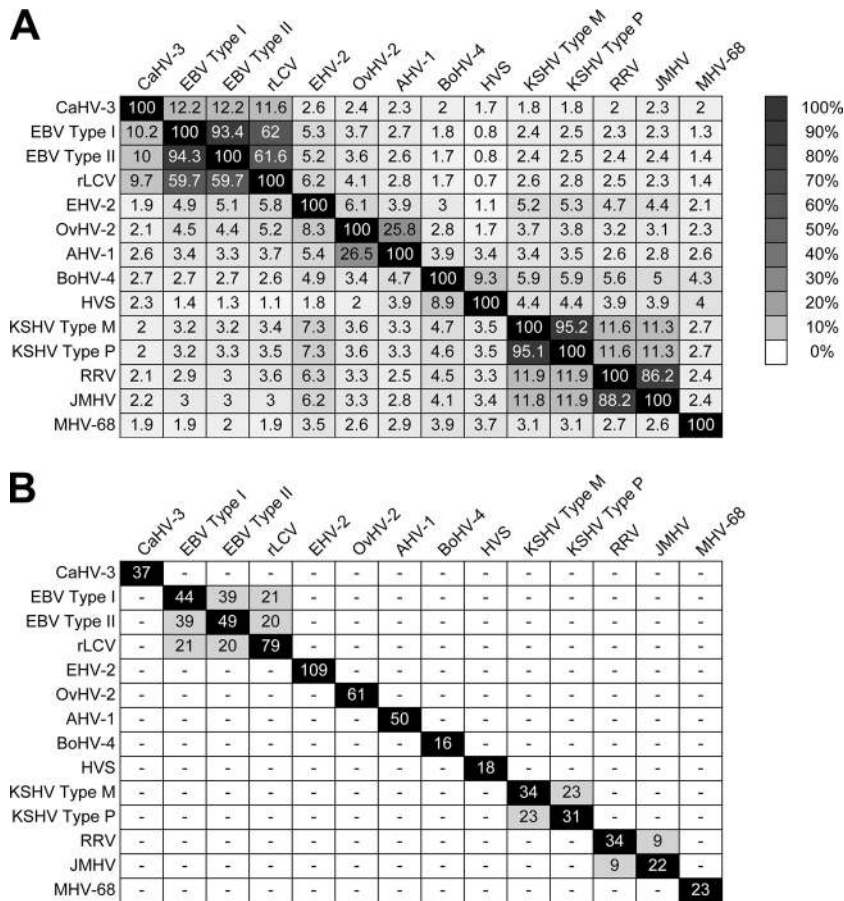 A
CaHV-3 EBV Type I EBV Type II rLCV EHV-2 OvHV-2 AHV-1 BoHV-4 HVS KSHV Type M KSHV Type P RRV JMHV MHV-68
CaHV-3 100 12.2 12.2 11.6 2.6 2.4 2.3 2 1.7 1.8 1.8 2 2.3 2
EBV Type I 10.2 100 93.4 62 5.3 3.7 2.7 1.8 0.8 2.4 2.5 2.3 2.3 1.3
EBV Type II 10 94.3 100 61.6 5.2 3.6 2.6 1.7 0.8 2.4 2.5 2.4 2.4 1.4
rLCV 9.7 59.7 59.7 100 6.2 4.1 2.8 1.7 0.7 2.6 2.8 2.5 2.3 1.4
EHV-2 1.9 4.9 5.1 5.8 100 6.1 3.9 3 1.1 5.2 5.3 4.7 4.4 2.1
OvHV-2 2.1 4.5 4.4 5.2 8.3 100 25.8 2.8 1.7 3.7 3.8 3.2 3.1 2.3
AHV-1 2.6 3.4 3.3 3.7 5.4 26.5 100 3.9 3.4 3.4 3.5 2.6 2.8 2.6
BoHV-4 2.7 2.7 2.7 2.6 4.9 3.4 4.7 100 9.3 5.9 5.9 5.6 5 4.3
HVS 2.3 1.4 1.3 1.1 1.8 2 3.9 8.9 100 4.4 4.4 3.9 3.9 4
KSHV Type M 2 3.2 3.2 3.4 7.3 3.6 3.3 4.7 3.5 100 95.2 11.6 11.3 2.7
KSHV Type P 2 3.2 3.3 3.5 7.3 3.6 3.3 4.6 3.5 95.1 100 11.6 11.3 2.7
RRV 2.1 2.9 3 3.6 6.3 3.3 2.5 4.5 3.3 11.9 11.9 100 86.2 2.4
JMHV 2.2 3 3 3 6.2 3.3 2.8 4.1 3.4 11.8 11.9 88.2 100 2.4
MHV-68 1.9 1.9 2 1.9 3.5 2.6 2.9 3.9 3.7 3.1 3.1 2.7 2.6 100
100%
90%
80%
70%
60%
50%
40%
30%
20%
10%
0%
B
CaHV-3 EBV Type I EBV Type II rLCV EHV-2 OvHV-2 AHV-1 BoHV-4 HVS KSHV Type M KSHV Type P RRV JMHV MHV-68
CaHV-3 37 - - - - - - - - - - - - -
EBV Type I - 44 39 21 - - - - - - - - - -
EBV Type II - 39 49 20 - - - - - - - - - -
rLCV - 21 20 79 - - - - - - - - - -
EHV-2 - - - - 109 - - - - - - - - -
OvHV-2 - - - - - 61 - - - - - - - -
AHV-1 - - - - - - 50 - - - - - - -
BoHV-4 - - - - - - - 16 - - - - - -
HVS - - - - - - - - 18 - - - - -
KSHV Type M - - - - - - - - - 34 23 - - -
KSHV Type P - - - - - - - - - 23 31 - - -
RRV - - - - - - - - - - - 34 9 -
JMHV - - - - - - - - - - - 9 22 -
MHV-68 - - - - - - - - - - - - - 23